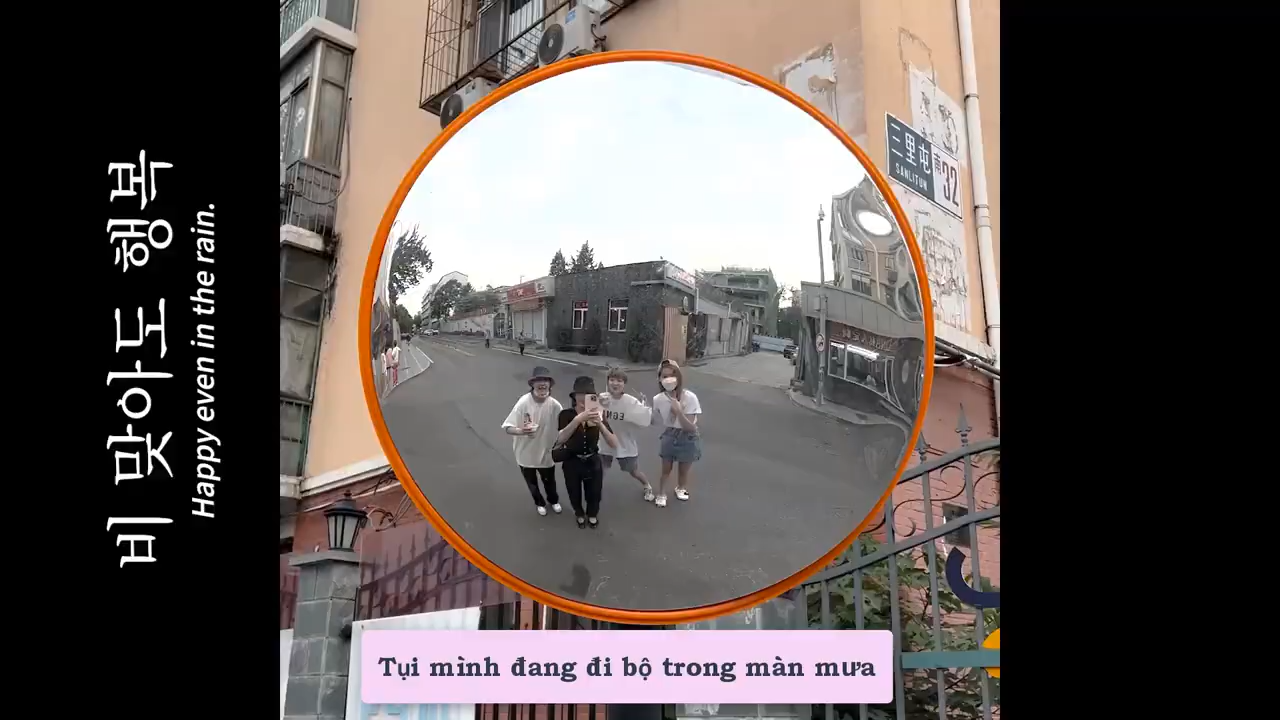 비 맞아도 행복
Happy even in the rain.
三里屯 南 32
SANLITUN
Tụi mình đang đi bộ trong màn mưa